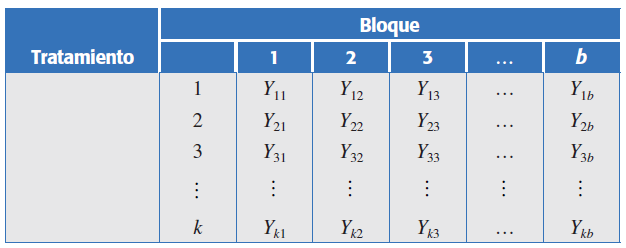 Bloque
Tratamiento 1 2 3 … b
1 Y11 Y12 Y13 … Y1b
2 Y21 Y22 Y23 … Y2b
3 Y31 Y32 Y33 … Y3b
⋮ ⋮ ⋮ ⋮ ⋮ ⋮
k Yk1 Yk2 Yk3 … Ykb